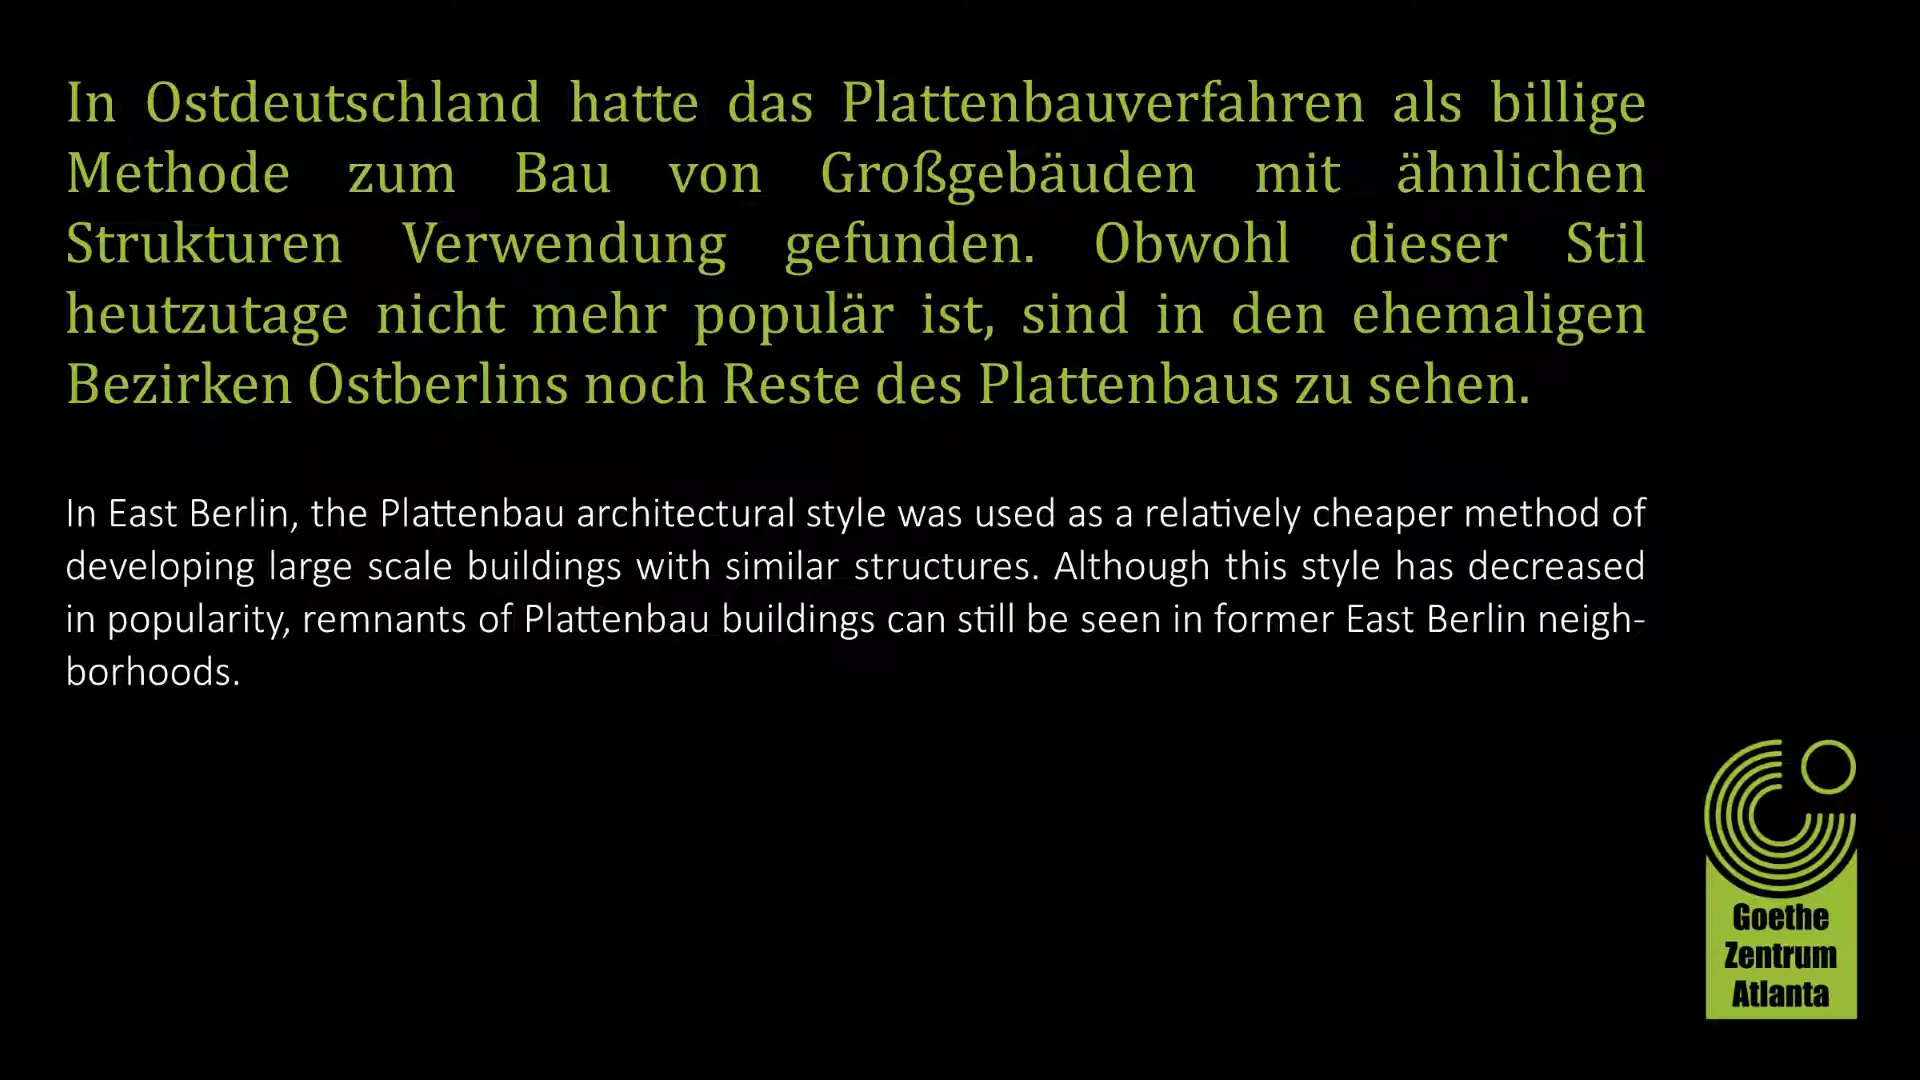 In Ostdeutschland hatte das Plattenbauverfahren als billige
Methode zum Bau von Großgebäuden mit ähnlichen
Strukturen Verwendung gefunden. Obwohl dieser Stil
heutzutage nicht mehr populär ist, sind in den ehemaligen
Bezirken Ostberlins noch Reste des Plattenbaus zu sehen.
In East Berlin, the Plattenbau architectural style was used as a relatively cheaper method of
developing large scale buildings with similar structures. Although this style has decreased
in popularity, remnants of Plattenbau buildings can still be seen in former East Berlin neigh-
borhoods.
Goethe
Zentrum
Atlanta